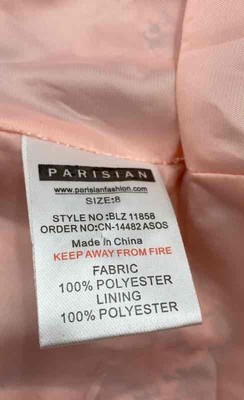 PARISIAN
www.parisianfashion.com
SIZE:8
STYLE NO:BLZ 11858
ORDER NO:CN-14482 ASOS
Made in China
KEEP AWAY FROM FIRE
FABRIC
100% POLYESTER
LINING
100% POLYESTER